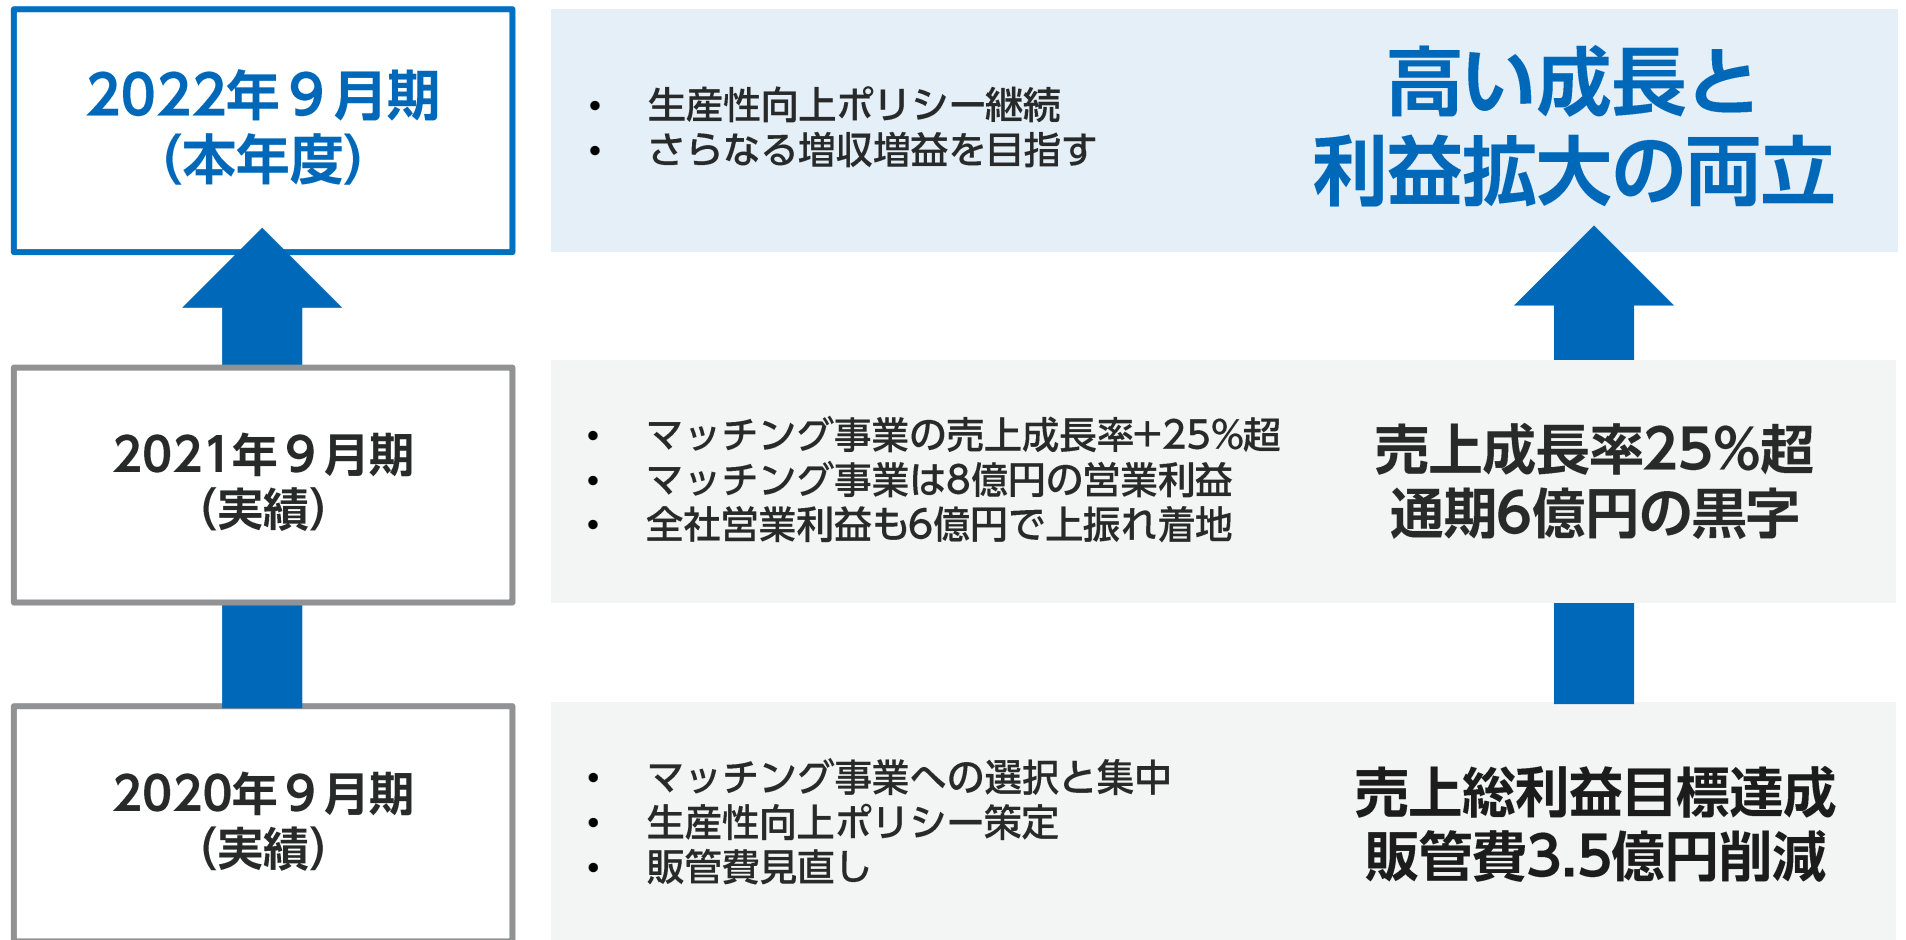 2022年９月期
（本年度）
• 生産性向上ポリシー継続
• さらなる増収増益を目指す
高い成長と
利益拡大の両立
2021年９月期
（実績）
• マッチング事業の売上成長率+25%超
• マッチング事業は8億円の営業利益
• 全社営業利益も6億円で上振れ着地
売上成長率25%超
通期6億円の黒字
2020年９月期
（実績）
• マッチング事業への選択と集中
• 生産性向上ポリシー策定
• 販管費見直し
売上総利益目標達成
販管費3.5億円削減